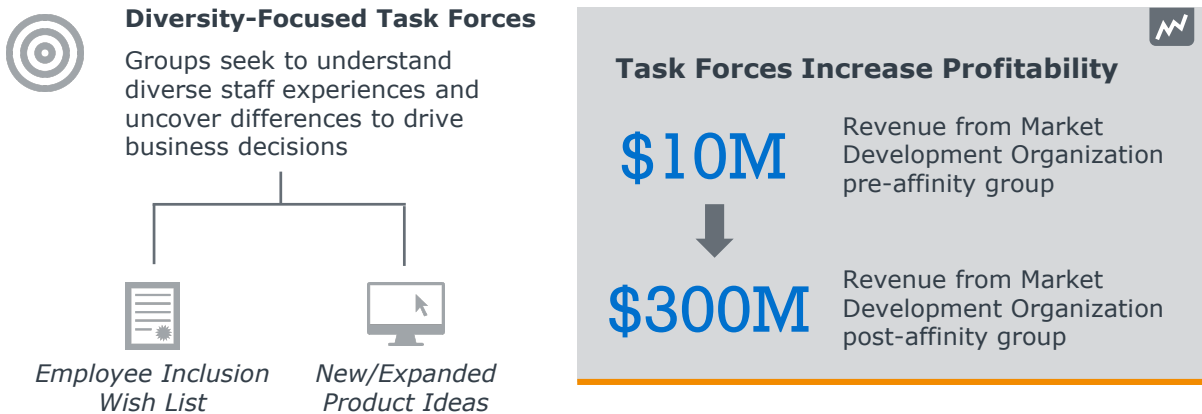 Diversity-Focused Task Forces
Groups seek to understand
diverse staff experiences and
uncover differences to drive
business decisions
Employee Inclusion
Wish List
New/Expanded
Product Ideas
Task Forces Increase Profitability
$10M
Revenue from Market
Development Organization
pre-affinity group
$300M
Revenue from Market
Development Organization
post-affinity group